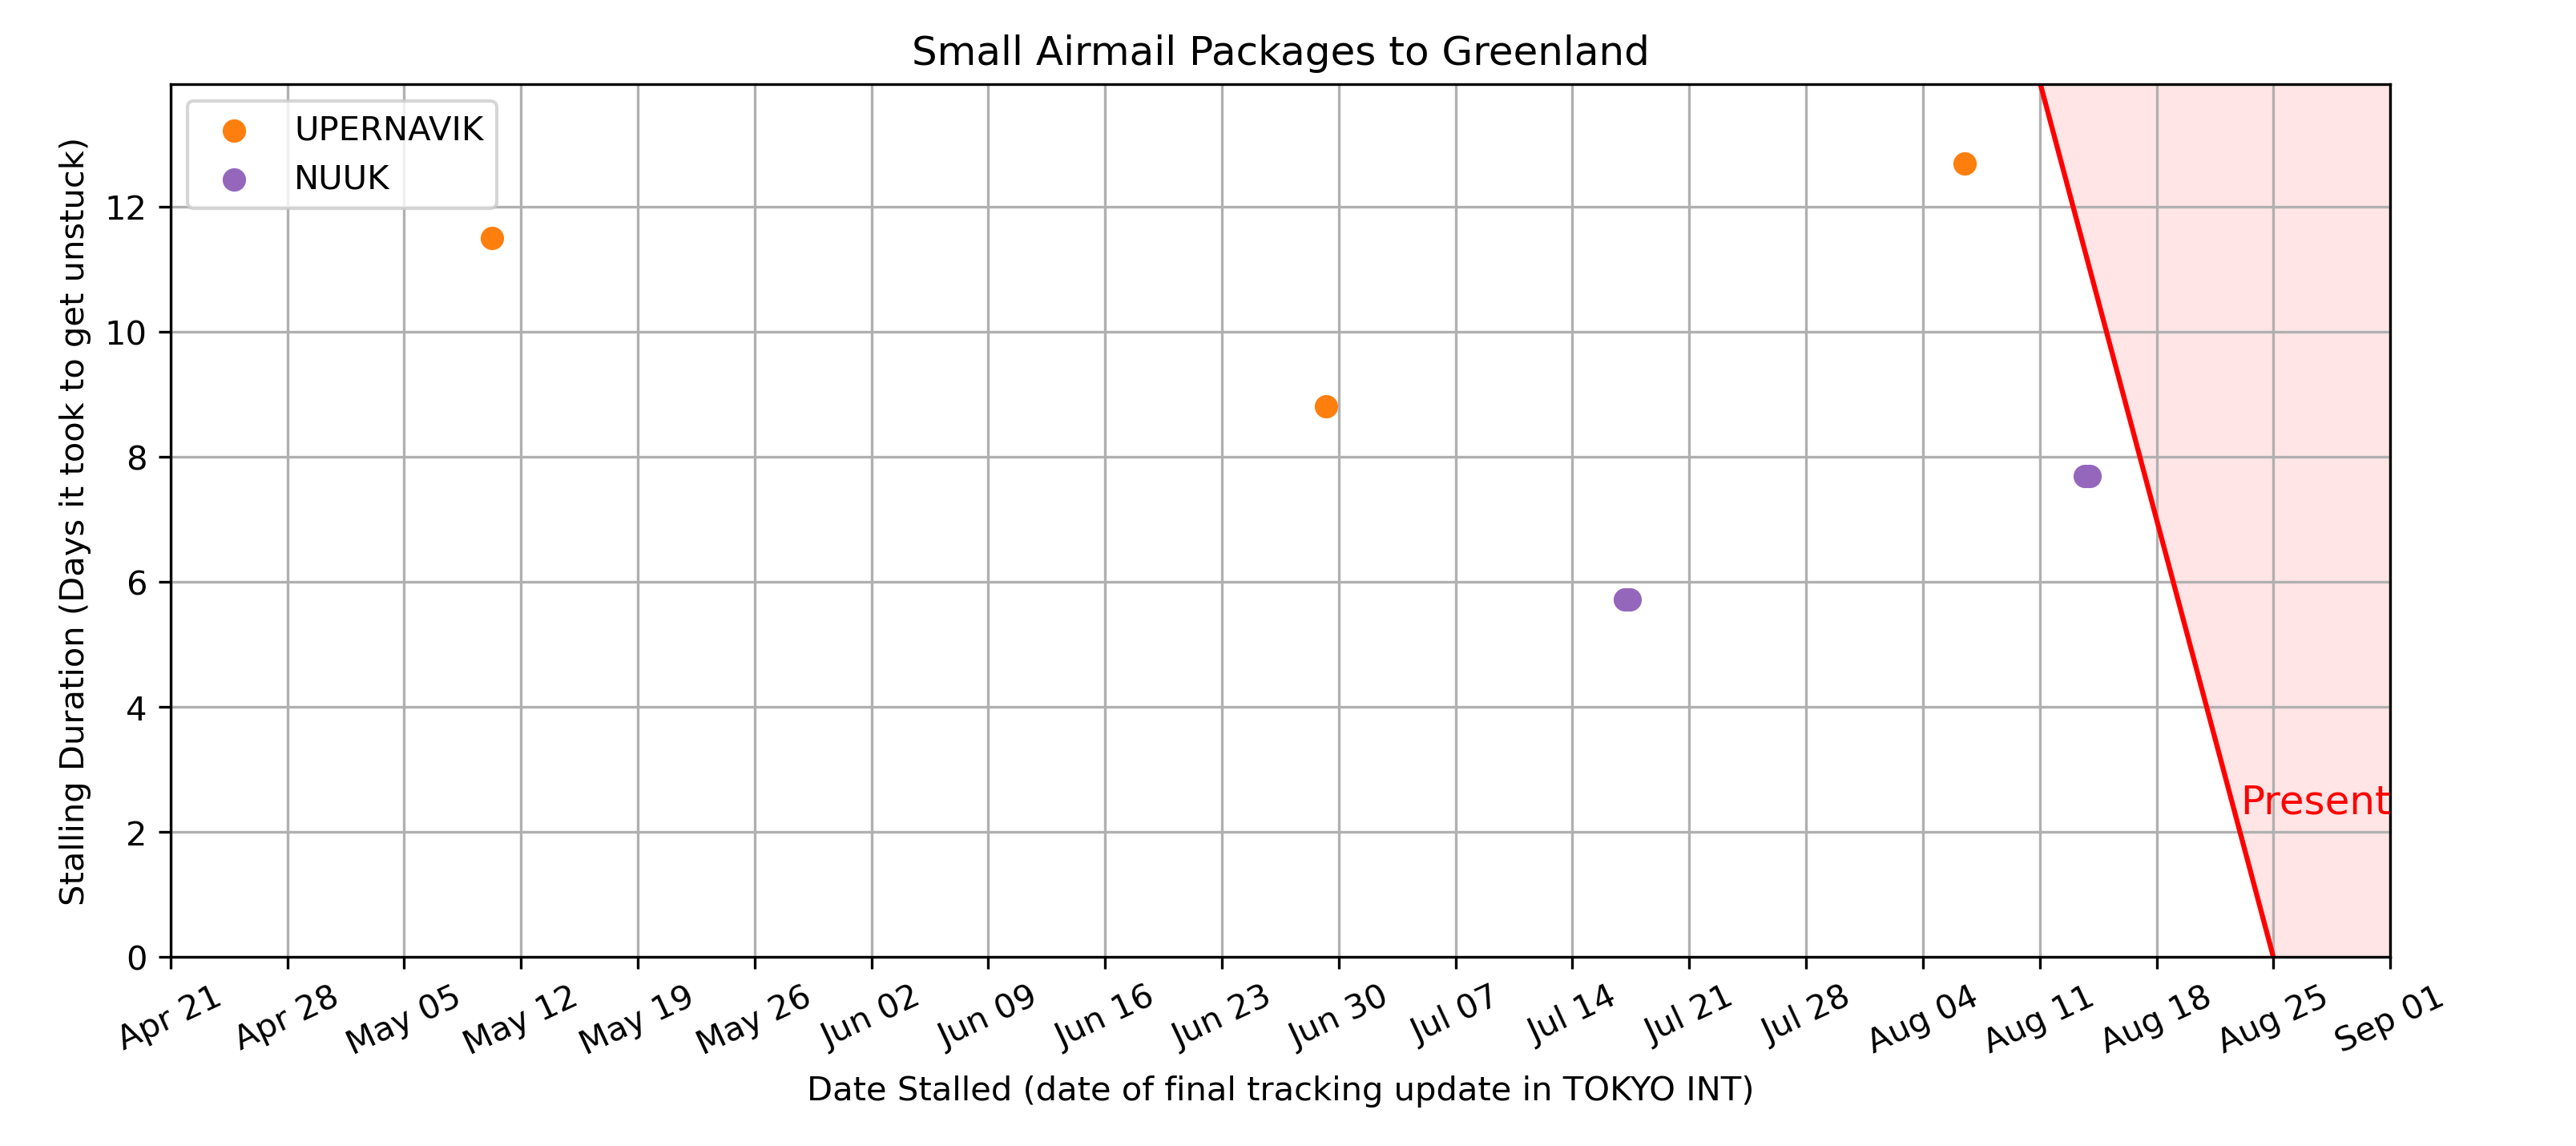 Small Airmail Packages to Greenland
UPERNAVIK
NUUK
Stalling Duration (Days it took to get unstuck)
12
10
8
6
4
2
0
Present
Apr 21
Apr 28
May 05
May 12
May 19
May 26
Jun 02
Jun 09
Jun 16
Jun 23
Jun 30
Jul 07
Jul 14
Jul 21
Jul 28
Aug 04
Aug 11
Aug 18
Aug 25
Sep 01
Date Stalled (date of final tracking update in TOKYO INT)